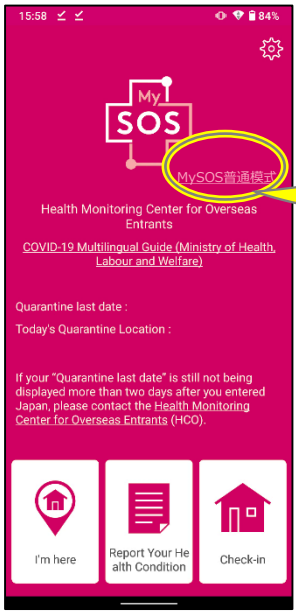 15:58 84%
My
SOS
MySOS普通模式
Health Monitoring Center for Overseas
Entrants
COVID-19 Multilingual Guide (Ministry of Health,
Labour and Welfare)
Quarantine last date :
Today's Quarantine Location :
If your "Quarantine last date" is still not being
displayed more than two days after you entered
Japan, please contact the Health Monitoring
Center for Overseas Entrants (HCO).
I'm here
Report Your He
alth Condition
Check-in